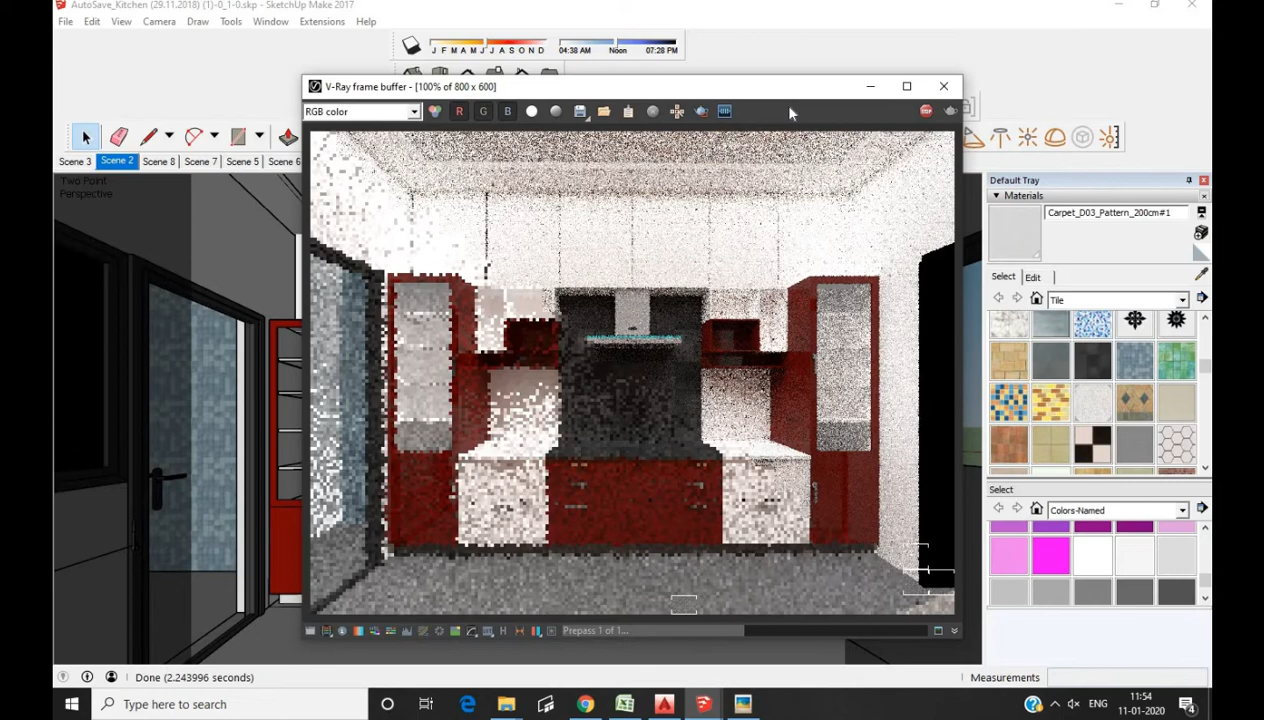 AutoSave_Kitchen (29.11.2018) (1)-0_1-0.skp - SketchUp Make 2017
File Edit View Camera Draw Tools Window Extensions Help
J F M A M J J A S O N D
04:38 AM Noon 07:28 PM
V-Ray frame buffer - [100% of 800 x 600]
RGB color
R G B
STOP
Scene 3 Scene 2 Scene 8 Scene 7 Scene 5 Scene 6
Two Point
Perspective
Default Tray
Materials
Carpet_D03_Pattern_200cm#1
Select Edit
Tile
Select
Colors-Named
H
Prepass 1 of 1...
Done (2.243996 seconds)
Measurements
Type here to search
ENG
11:54
11-01-2020
4